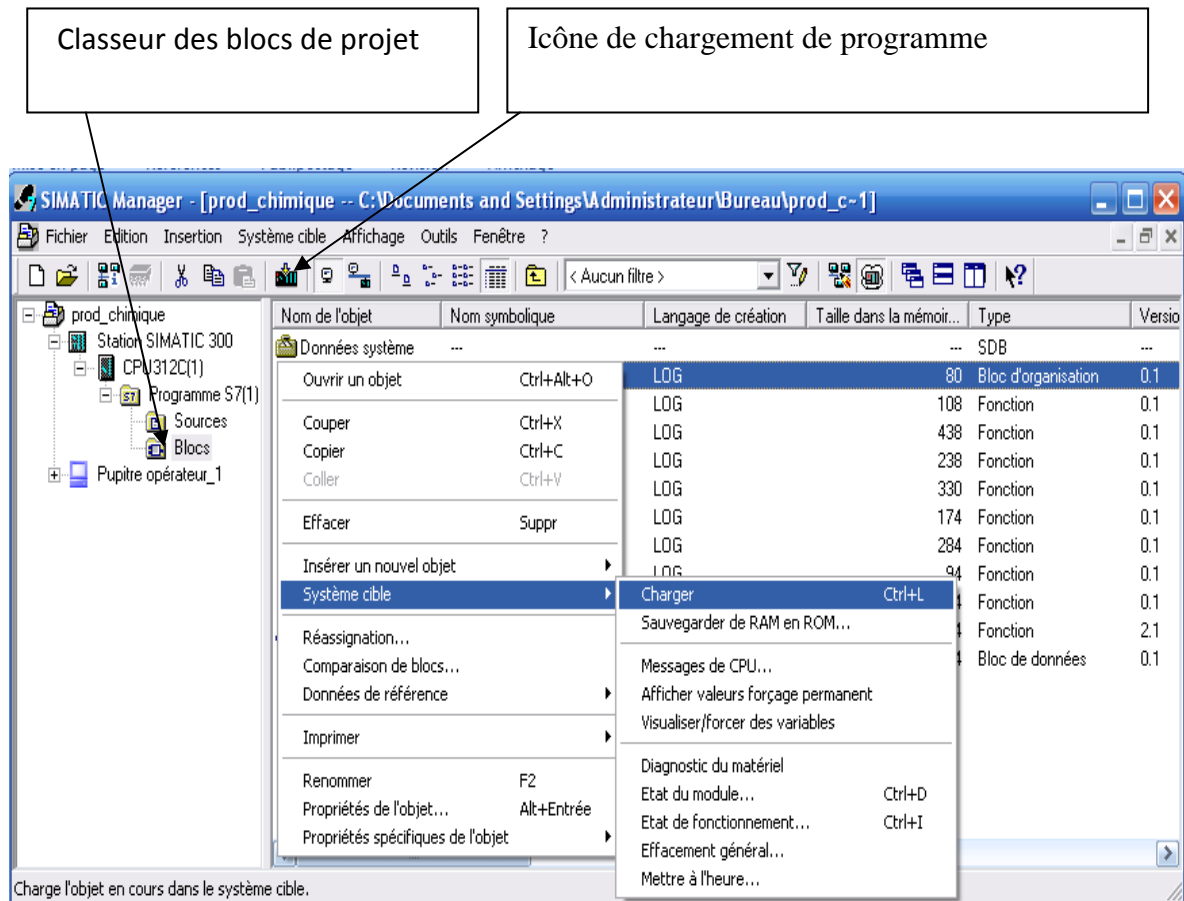 Classeur des blocs de projet
Icône de chargement de programme
SIMATIC Manager - [prod_chimique -- C:\Documents and Settings\Administrateur\Bureau\prod_c~1]
Fichier Edition Insertion Système cible Affichage Outils Fenêtre ?
< Aucun filtre >
prod_chimique
Station SIMATIC 300
CPU312C(1)
Programme S7(1)
Sources
Blocs
Pupitre opérateur_1
Nom de l'objet Nom symbolique Langage de création Taille dans la mémoir... Type Versio
Données système --- --- --- SDB ---
LOG 80 Bloc d'organisation 0.1
LOG 108 Fonction 0.1
LOG 438 Fonction 0.1
LOG 238 Fonction 0.1
LOG 330 Fonction 0.1
LOG 174 Fonction 0.1
LOG 284 Fonction 0.1
LOG 94 Fonction 0.1
4 Fonction 0.1
4 Fonction 2.1
4 Bloc de données 0.1
Ouvrir un objet Ctrl+Alt+O
Couper Ctrl+X
Copier Ctrl+C
Coller Ctrl+V
Effacer Suppr
Insérer un nouvel objet
Système cible
Réassignation...
Comparaison de blocs...
Données de référence
Imprimer
Renommer F2
Propriétés de l'objet... Alt+Entrée
Propriétés spécifiques de l'objet
Charger Ctrl+L
Sauvegarder de RAM en ROM...
Messages de CPU...
Afficher valeurs forçage permanent
Visualiser/forcer des variables
Diagnostic du matériel
Etat du module... Ctrl+D
Etat de fonctionnement... Ctrl+I
Effacement général...
Mettre à l'heure...
Charge l'objet en cours dans le système cible.